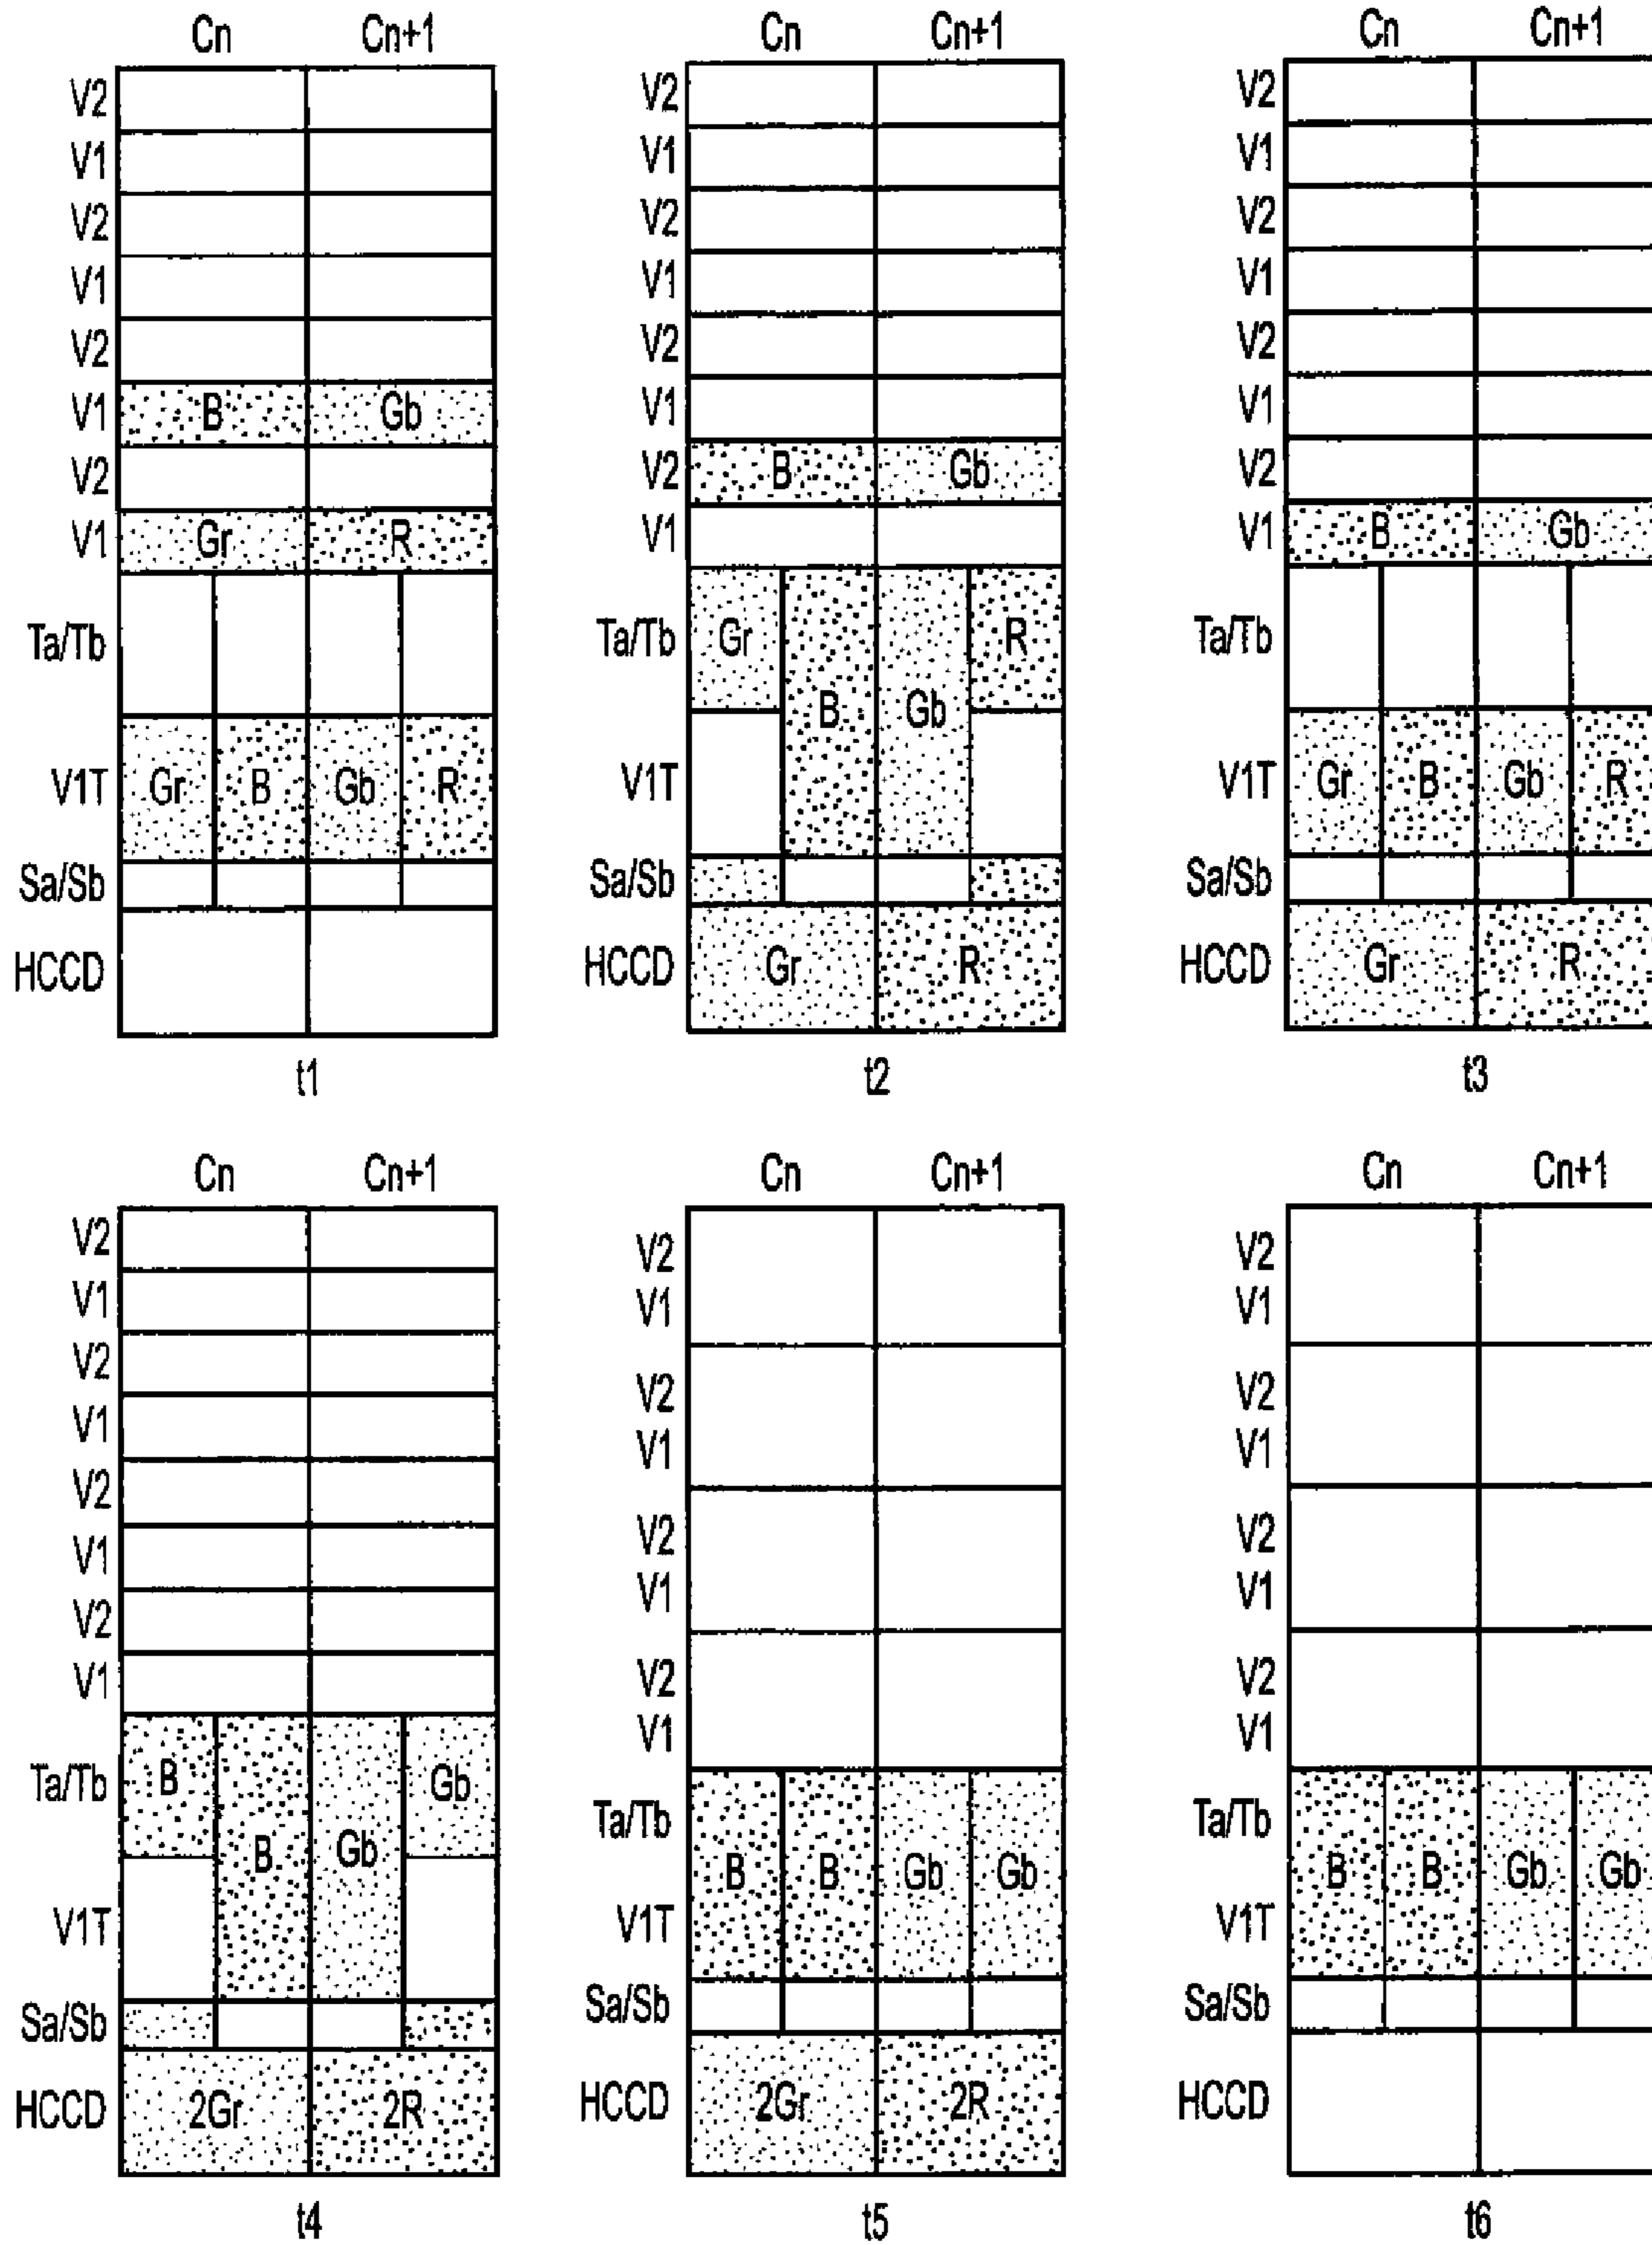 Cn Cn+1
V2
V1
V2
V1
V2
V1 B Gb
V2
V1 Gr R
Ta/Tb
V1T Gr B Gb R
Sa/Sb
HCCD
t1
Cn Cn+1
V2
V1
V2
V1
V2
V1
V2 B Gb
V1
Ta/Tb Gr R
B Gb
V1T
Sa/Sb
HCCD Gr R
t2
Cn Cn+1
V2
V1
V2
V1
V2
V1
V2
V1 B Gb
Ta/Tb
V1T Gr B Gb R
Sa/Sb
HCCD Gr R
t3
Cn Cn+1
V2
V1
V2
V1
V2
V1
V2
V1
Ta/Tb B Gb
B Gb
V1T
Sa/Sb
HCCD 2Gr 2R
t4
Cn Cn+1
V2
V1
V2
V1
V2
V1
V2
V1
Ta/Tb
B B Gb Gb
V1T
Sa/Sb
HCCD 2Gr 2R
t5
Cn Cn+1
V2
V1
V2
V1
V2
V1
V2
V1
Ta/Tb
B B Gb Gb
V1T
Sa/Sb
HCCD
t6